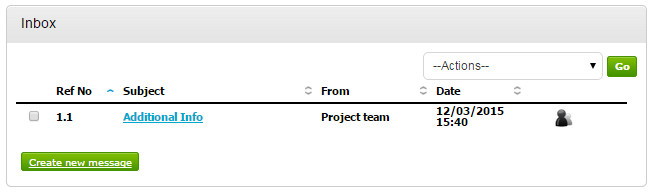 Inbox
--Actions-- Go
Ref No Subject From Date
1.1 Additional Info Project team 12/03/2015
15:40
Create new message